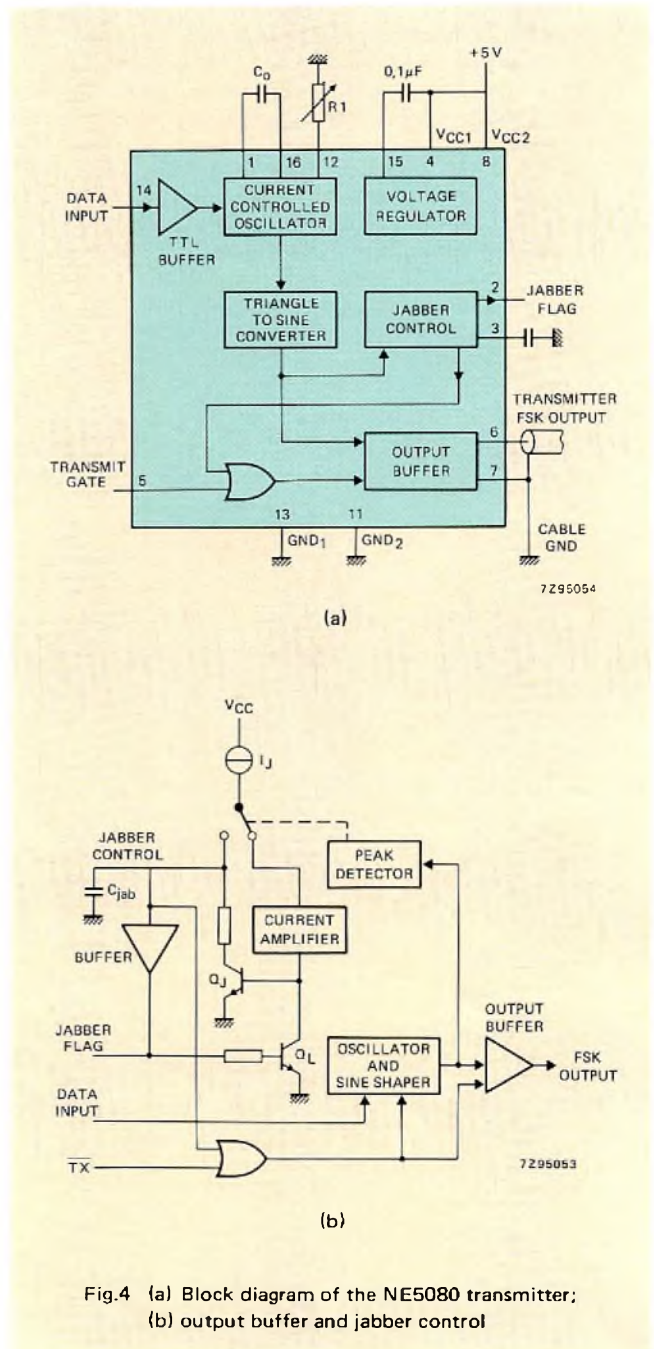 +5V
C₀
0,1µF
R1
VCC1
VCC2
1
16
12
15
4
8
DATA
INPUT
14
TTL
BUFFER
CURRENT
CONTROLLED
OSCILLATOR
VOLTAGE
REGULATOR
TRIANGLE
TO SINE
CONVERTER
JABBER
CONTROL
2
JABBER
FLAG
3
TRANSMITTER
FSK OUTPUT
6
7
OUTPUT
BUFFER
TRANSMIT
GATE
5
13
11
GND₁
GND₂
CABLE
GND
7Z95054
(a)
VCC
IJ
JABBER
CONTROL
Cjab
PEAK
DETECTOR
CURRENT
AMPLIFIER
BUFFER
QJ
OUTPUT
BUFFER
JABBER
FLAG
QL
OSCILLATOR
AND
SINE SHAPER
FSK
OUTPUT
DATA
INPUT
TX
7Z95053
(b)
Fig.4 (a) Block diagram of the NE5080 transmitter;
(b) output buffer and jabber control